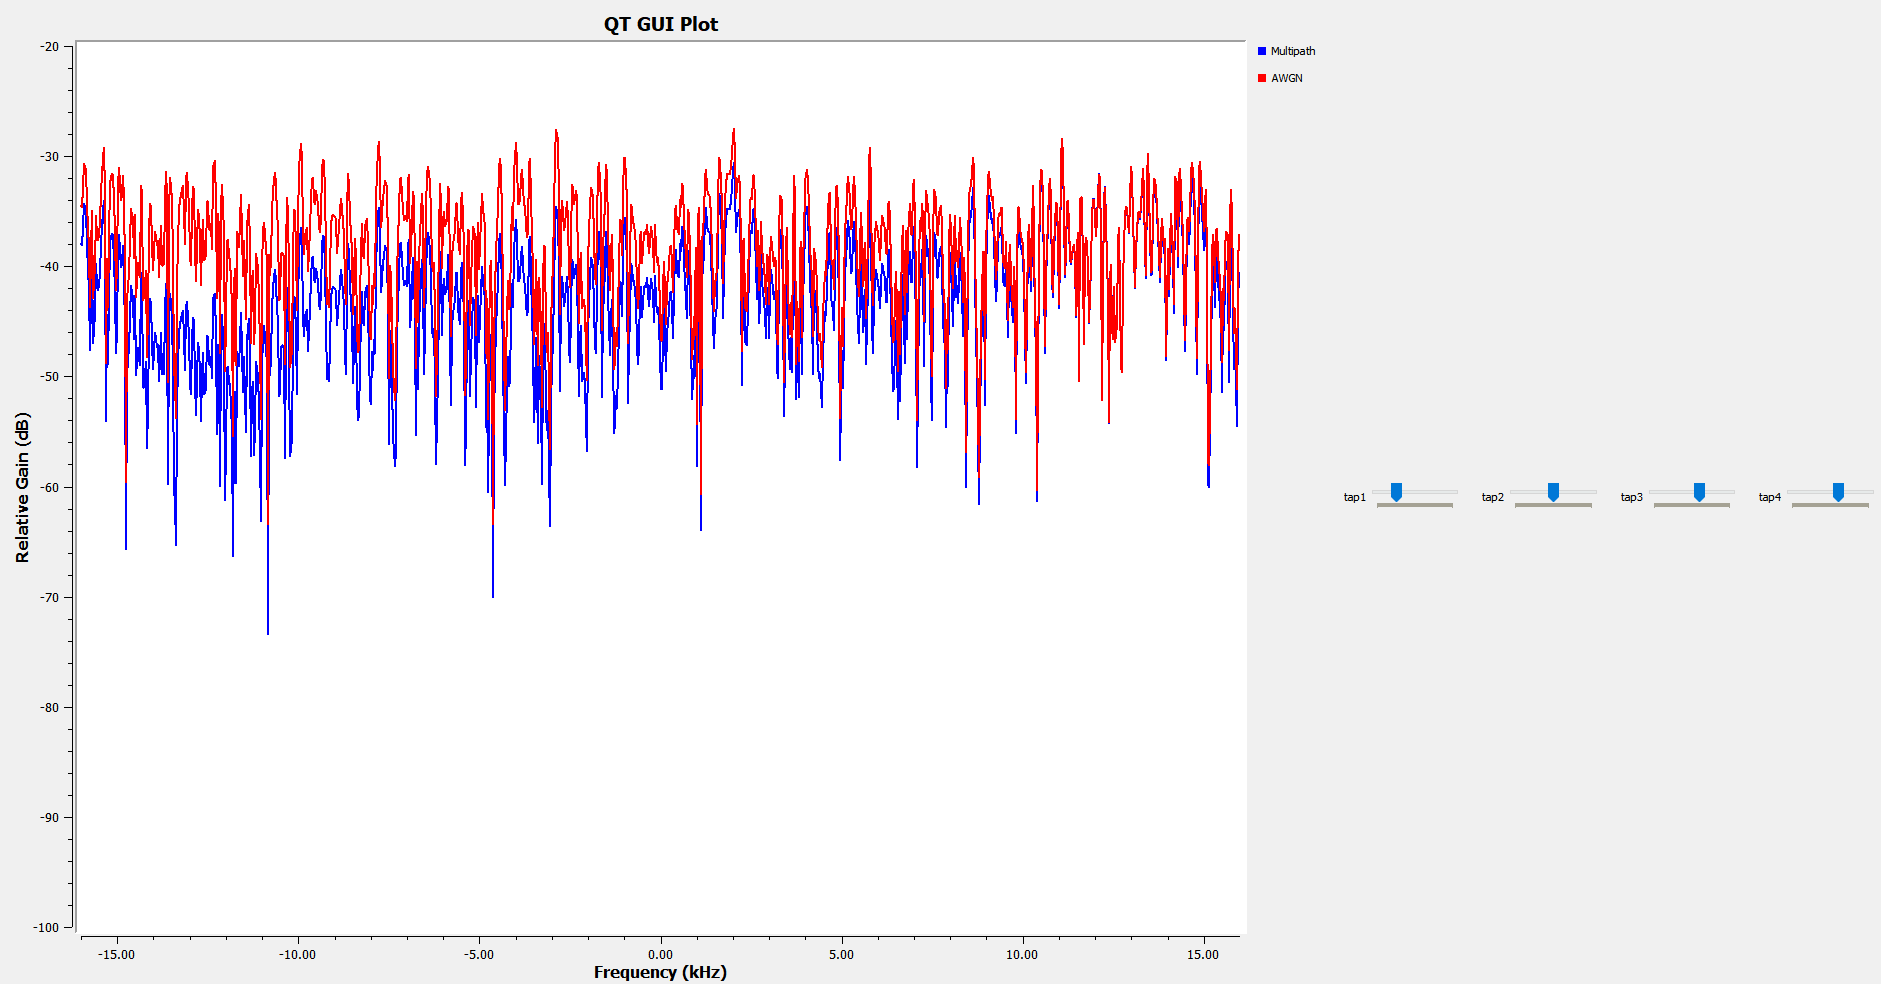 QT GUI Plot
Multipath
AWGN
-20
-30
-40
-50
-60
-70
-80
-90
-100
Relative Gain (dB)
-15.00 -10.00 -5.00 0.00 5.00 10.00 15.00
Frequency (kHz)
tap1 tap2 tap3 tap4